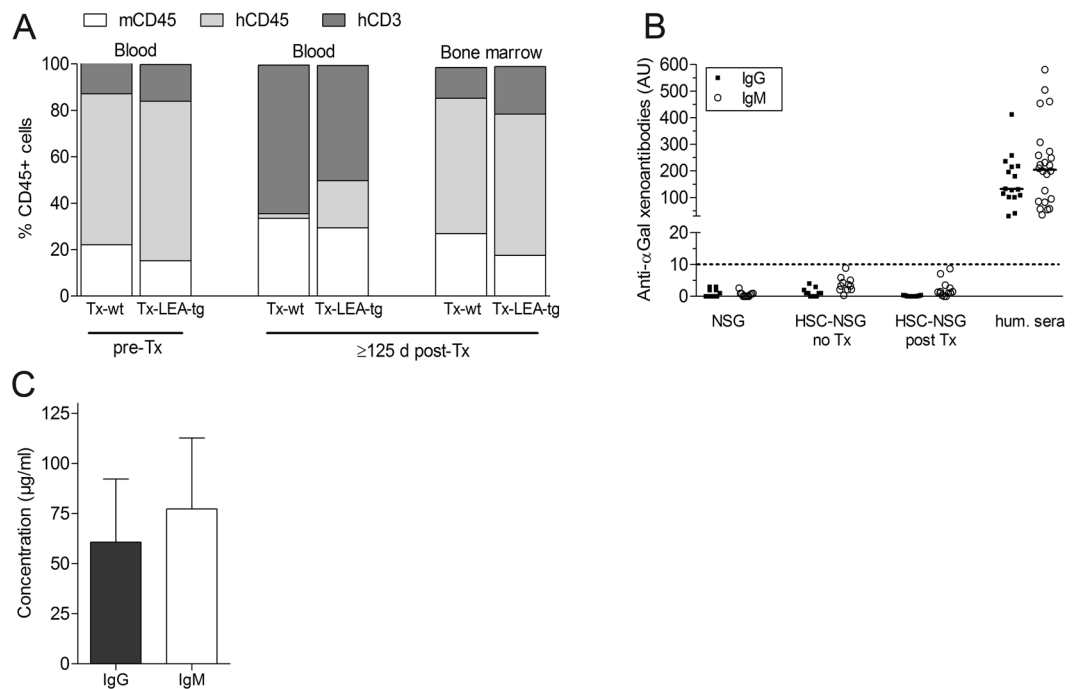 A
mCD45 hCD45 hCD3
Blood Blood Bone marrow
% CD45+ cells
100
80
60
40
20
0
Tx-wt Tx-LEA-tg Tx-wt Tx-LEA-tg Tx-wt Tx-LEA-tg
pre-Tx ≥125 d post-Tx
B
Anti-αGal xenoantibodies (AU)
IgG
IgM
600
500
400
300
200
100
20
10
0
NSG HSC-NSG HSC-NSG hum. sera
no Tx post Tx
C
Concentration (µg/ml)
125
100
75
50
25
0
IgG IgM